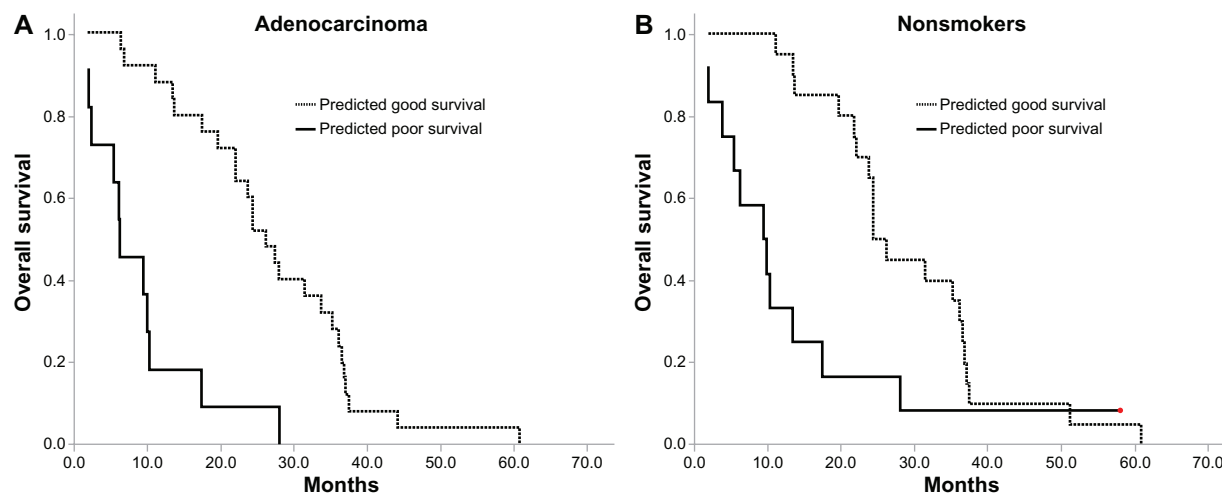 A
Adenocarcinoma
Overall survival
1.0
0.8
0.6
0.4
0.2
0.0
Predicted good survival
Predicted poor survival
0.0 10.0 20.0 30.0 40.0 50.0 60.0 70.0
Months
B
Nonsmokers
Overall survival
1.0
0.8
0.6
0.4
0.2
0.0
Predicted good survival
Predicted poor survival
0.0 10.0 20.0 30.0 40.0 50.0 60.0 70.0
Months